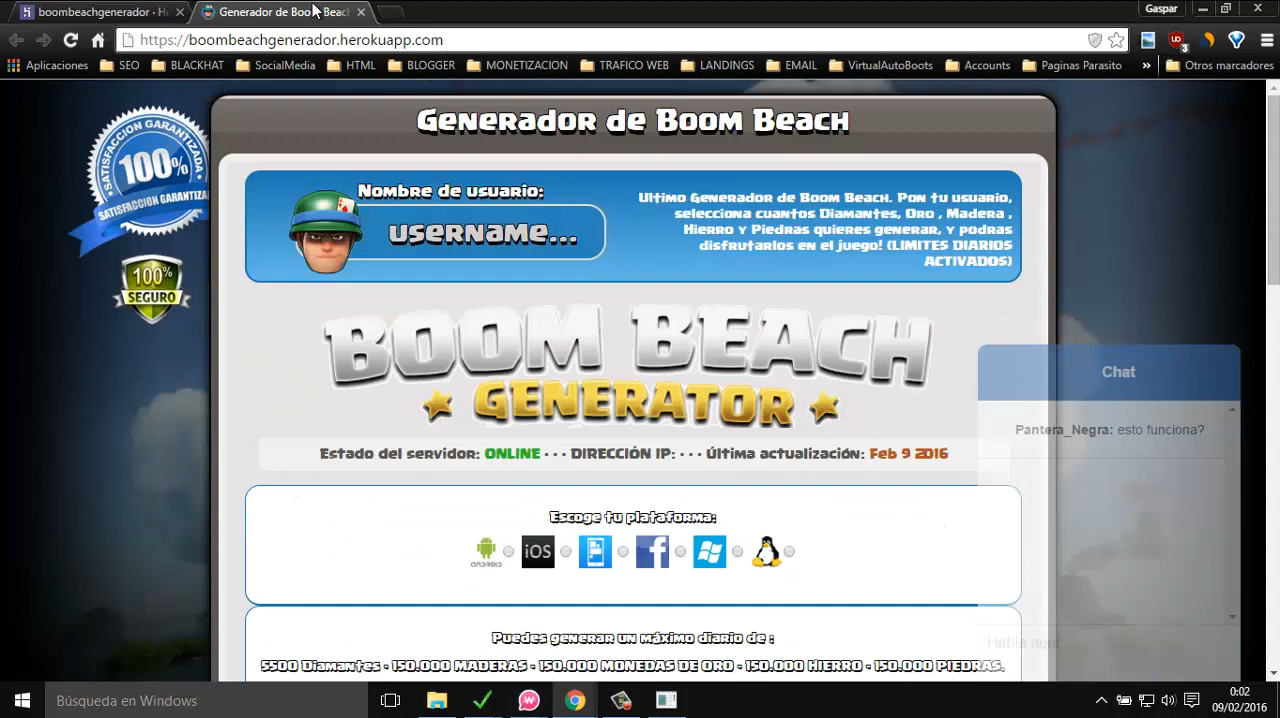 boombeachgenerador · H
Generador de Boom Beach
Gaspar
https://boombeachgenerador.herokuapp.com
Aplicaciones
SEO
BLACKHAT
SocialMedia
HTML
BLOGGER
MONETIZACION
TRAFICO WEB
LANDINGS
EMAIL
VirtualAutoBoots
Accounts
Paginas Parasito
»
Otros marcadores
Generador de Boom Beach
SATISFACCION GARANTIZADA
100%
SATISFACCION GARANTIZA
100%
SEGURO
Nombre de usuario:
username...
Ultimo Generador de Boom Beach. Pon tu usuario,
selecciona cuantos Diamantes, Oro , Madera ,
Hierro y Piedras quieres generar, y podras
disfrutarlos en el juego! (LIMITES DIARIOS
ACTIVADOS)
BOOM BEACH
GENERATOR
Estado del servidor: ONLINE · · · DIRECCIÓN IP: · · · Última actualización: Feb 9 2016
Chat
Pantera_Negra: esto funciona?
Habla aquí...
Escoge tu plataforma:
ANDROID
iOS
Puedes generar un máximo diario de :
5500 Diamantes - 150.000 MADERAS - 150.000 MONEDAS DE ORO - 150.000 HIERRO - 150.000 PIEDRAS.
Búsqueda en Windows
0:02
09/02/2016